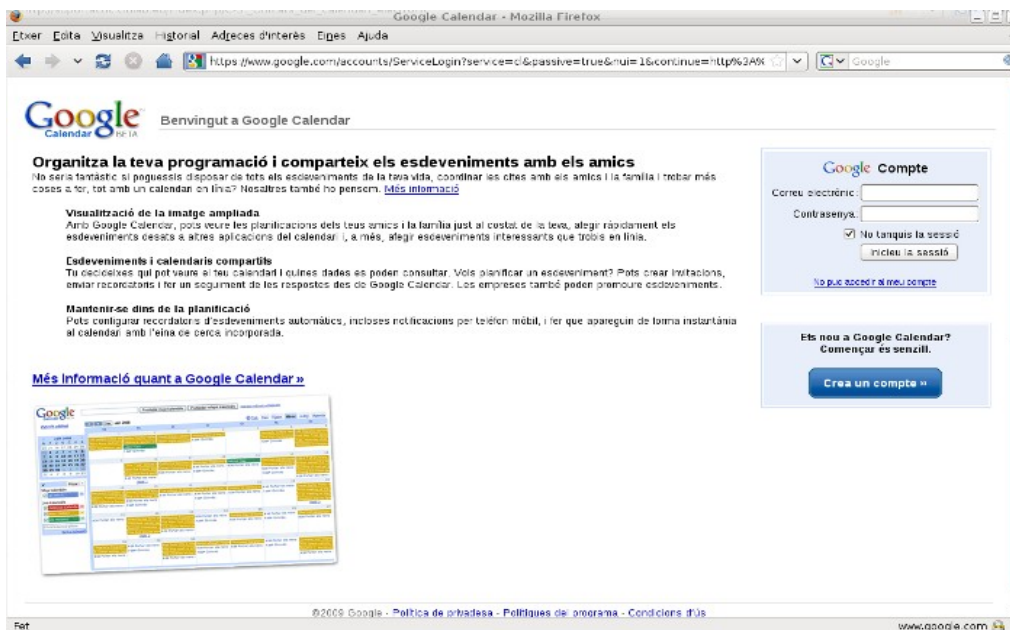 Google Calendar - Mozilla Firefox
Etxer Edita Visualitza Historial Adreces d'interès Eines Ajuda
https://www.google.com/accounts/ServiceLogin?service=cl&passive=true&nui=1&continue=http%3A% Google
Google
Calendar BETA
Benvingut a Google Calendar
Organitza la teva programació i comparteix els esdeveniments amb els amics
No seria fantàstic si poguessis disposar de tots els esdeveniments de la teva vida, coordinar les cites amb els amics i la família i trobar més
coses a fer, tot amb un calendari en línia? Nosaltres també ho pensem. Més informació
Visualització de la imatge ampliada
Amb Google Calendar, pots veure les planificacions dels teus amics i la família just al costat de la teva, afegir ràpidament els
esdeveniments desats a altres aplicacions del calendari i, a més, afegir esdeveniments interessants que trobis en línia.
Esdeveniments i calendaris compartits
Tu decideixes qui pot veure el teu calendari i quines dades es poden consultar. Vols planificar un esdeveniment? Pots crear invitacions,
enviar recordatoris i fer un seguiment de les respostes des de Google Calendar. Les empreses també poden promoure esdeveniments.
Mantenir-se dins de la planificació
Pots configurar recordatoris d'esdeveniments automàtics, incloses notificacions per telèfon mòbil, i fer que apareguin de forma instantània
al calendari amb l'eina de cerca incorporada.
Més informació quant a Google Calendar »
Google
Google Compte
Correu electrònic:
Contrasenya:
No tanquis la sessió
Inicieu la sessió
No puc accedir al meu compte
Ets nou a Google Calendar?
Començar és senzill.
Crea un compte »
©2009 Google - Política de privadesa - Polítiques del programa - Condicions d'ús
Fet www.google.com